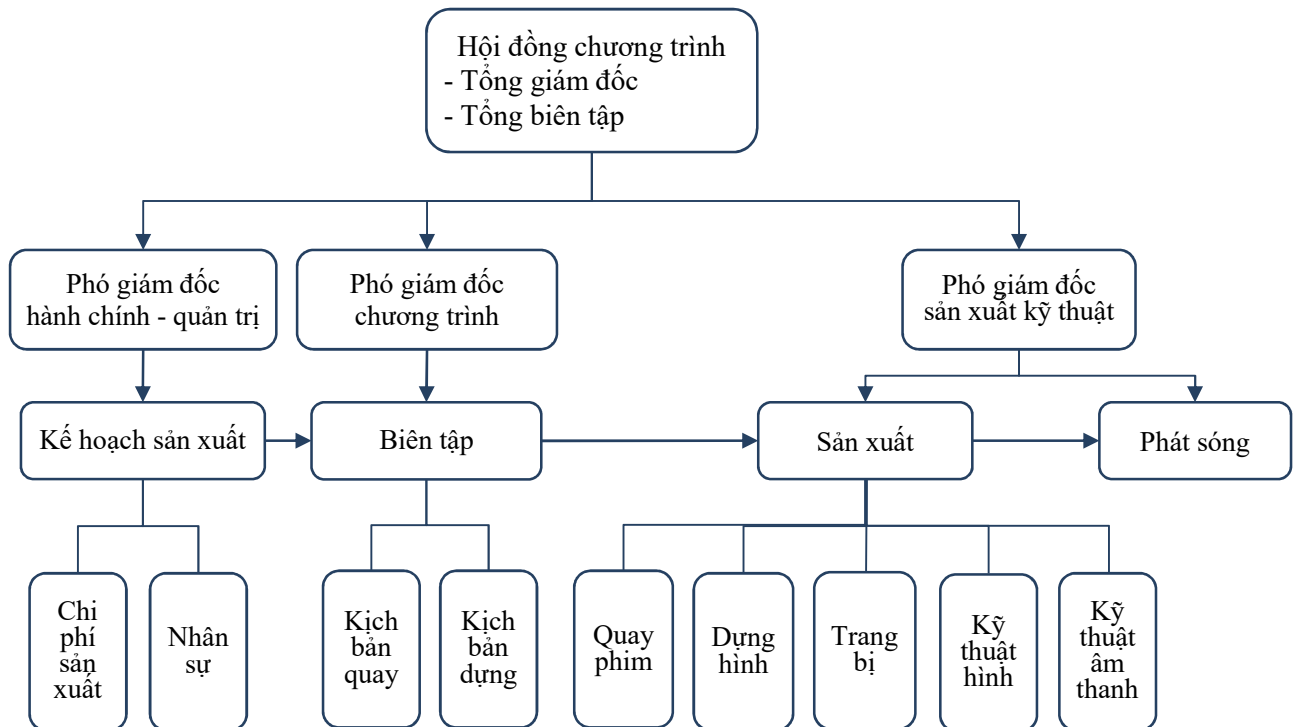 Hội đồng chương trình
- Tổng giám đốc
- Tổng biên tập
Phó giám đốc
hành chính - quản trị
Phó giám đốc
chương trình
Phó giám đốc
sản xuất kỹ thuật
Kế hoạch sản xuất
Biên tập
Sản xuất
Phát sóng
Chi
phí
sản
xuất
Nhân
sự
Kịch
bản
quay
Kịch
bản
dựng
Quay
phim
Dựng
hình
Trang
bị
Kỹ
thuật
hình
Kỹ
thuật
âm
thanh